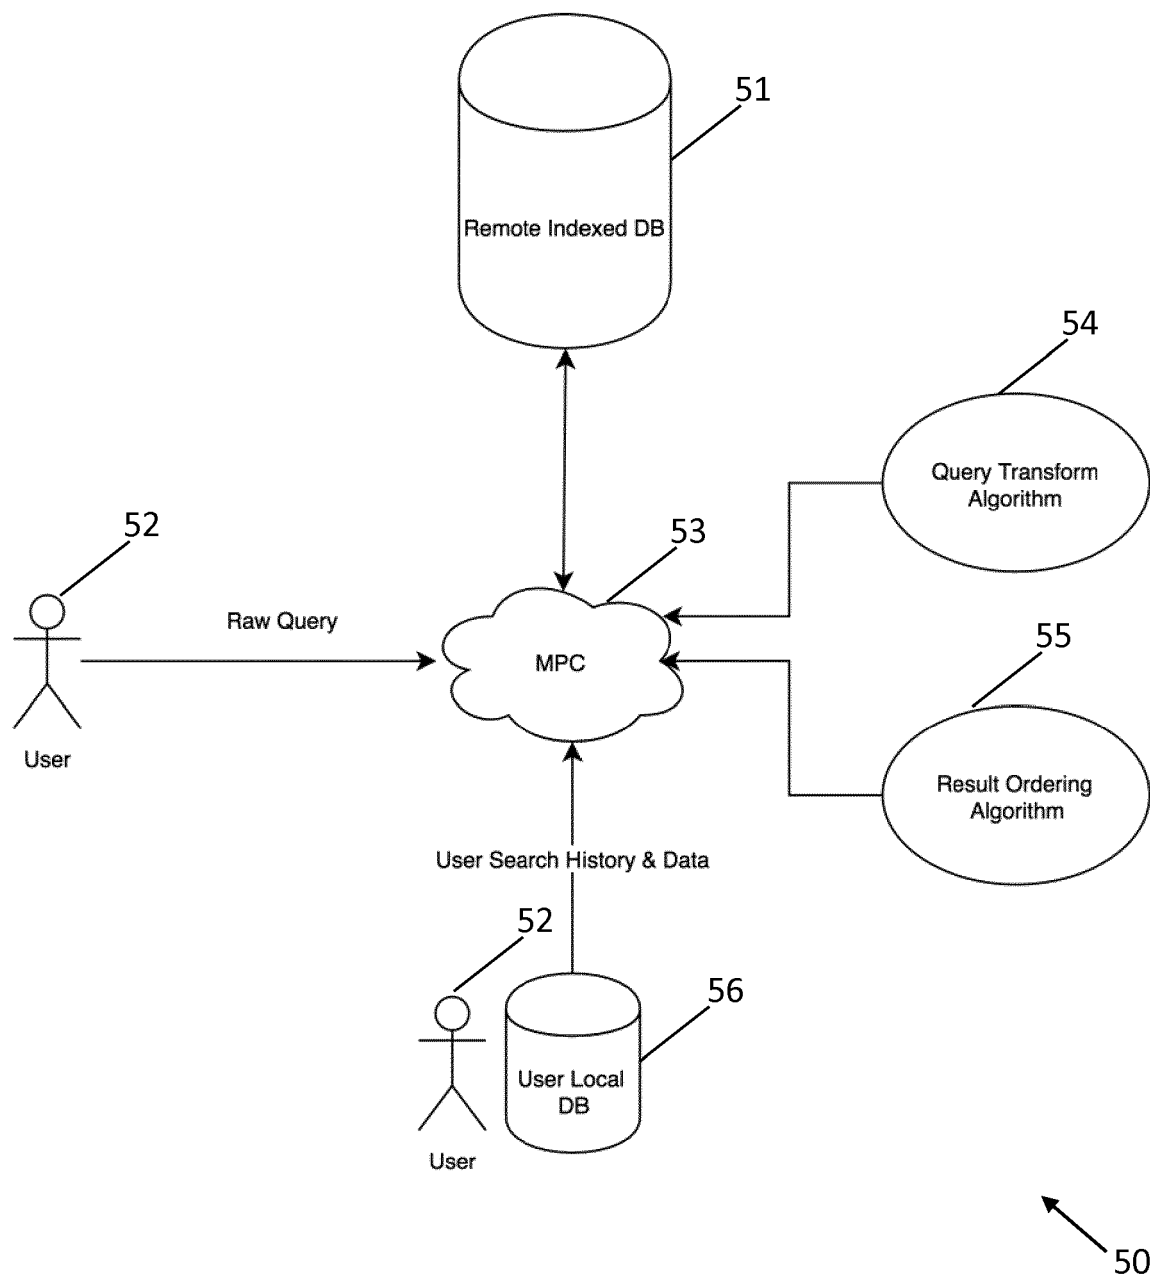 51
Remote Indexed DB
54
Query Transform
Algorithm
52
53
Raw Query
MPC
55
User
Result Ordering
Algorithm
User Search History & Data
52
56
User Local
DB
User
50